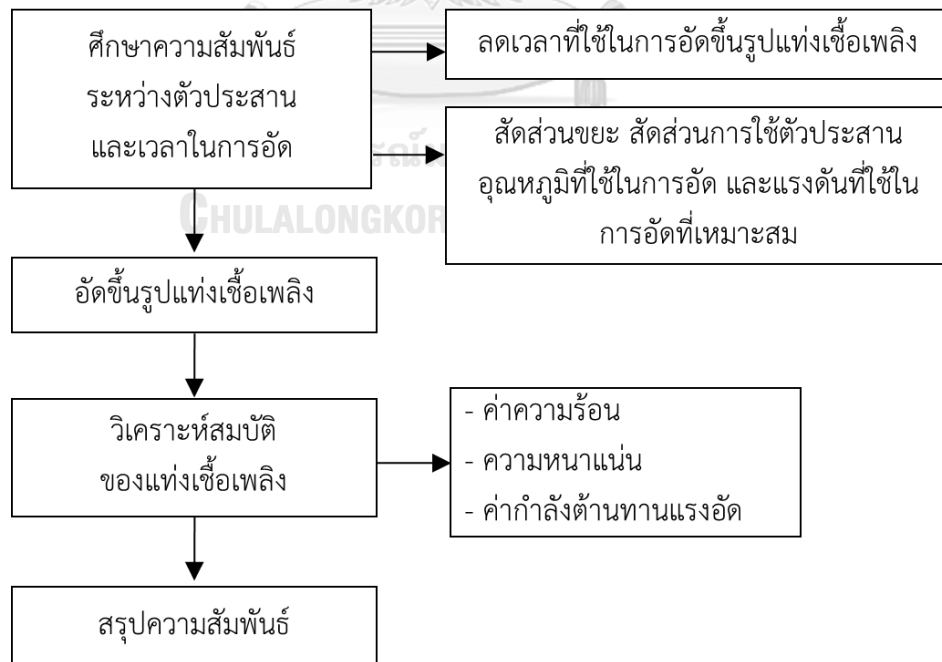 ศึกษาความสัมพันธ์
ระหว่างตัวประสาน
และเวลาในการอัด
ลดเวลาที่ใช้ในการอัดขึ้นรูปแท่งเชื้อเพลิง
สัดส่วนขยะ สัดส่วนการใช้ตัวประสาน
อุณหภูมิที่ใช้ในการอัด และแรงดันที่ใช้ใน
การอัดที่เหมาะสม
อัดขึ้นรูปแท่งเชื้อเพลิง
วิเคราะห์สมบัติ
ของแท่งเชื้อเพลิง
- ค่าความร้อน
- ความหนาแน่น
- ค่ากำลังต้านทานแรงอัด
สรุปความสัมพันธ์